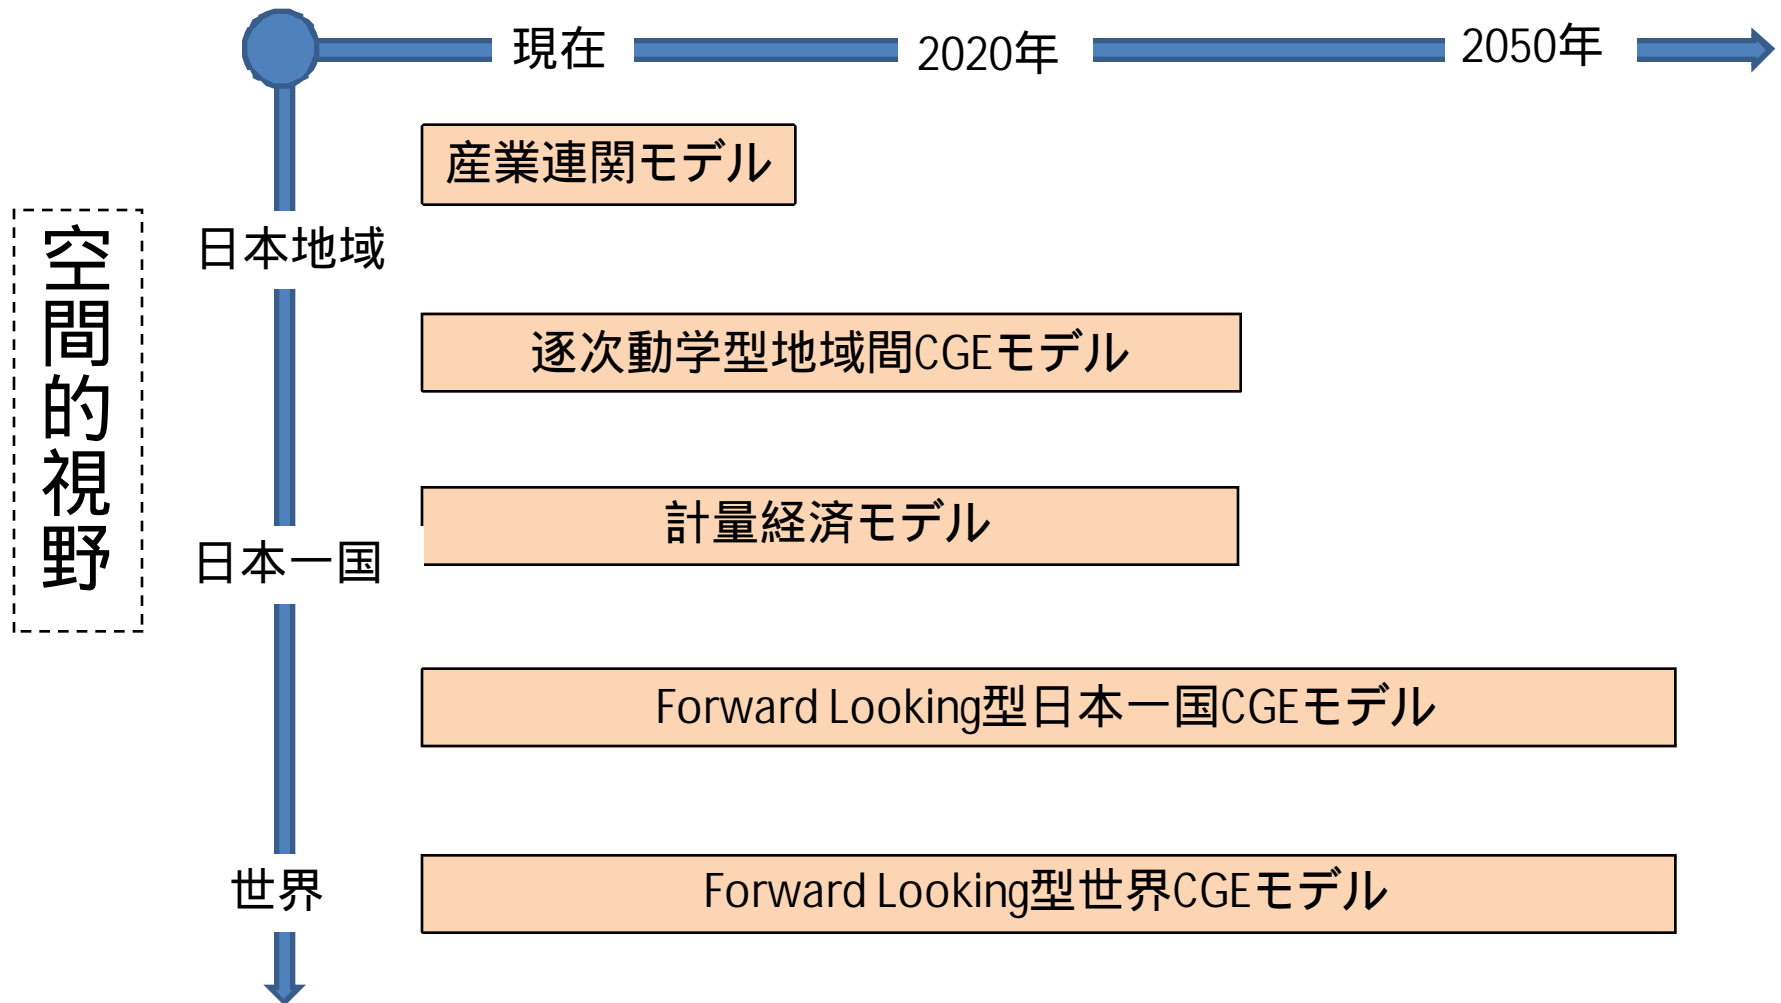 現在
2020年
2050年
産業連関モデル
空間的視野
日本地域
逐次動学型地域間CGEモデル
計量経済モデル
日本一国
Forward Looking型日本一国CGEモデル
世界
Forward Looking型世界CGEモデル